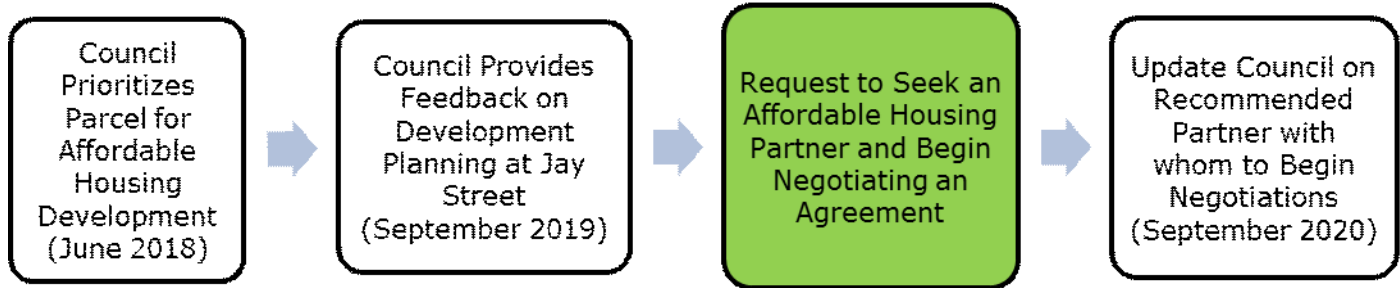 Council
Prioritizes
Parcel for
Affordable
Housing
Development
(June 2018)
Council Provides
Feedback on
Development
Planning at Jay
Street
(September 2019)
Request to Seek an
Affordable Housing
Partner and Begin
Negotiating an
Agreement
Update Council on
Recommended
Partner with
whom to Begin
Negotiations
(September 2020)